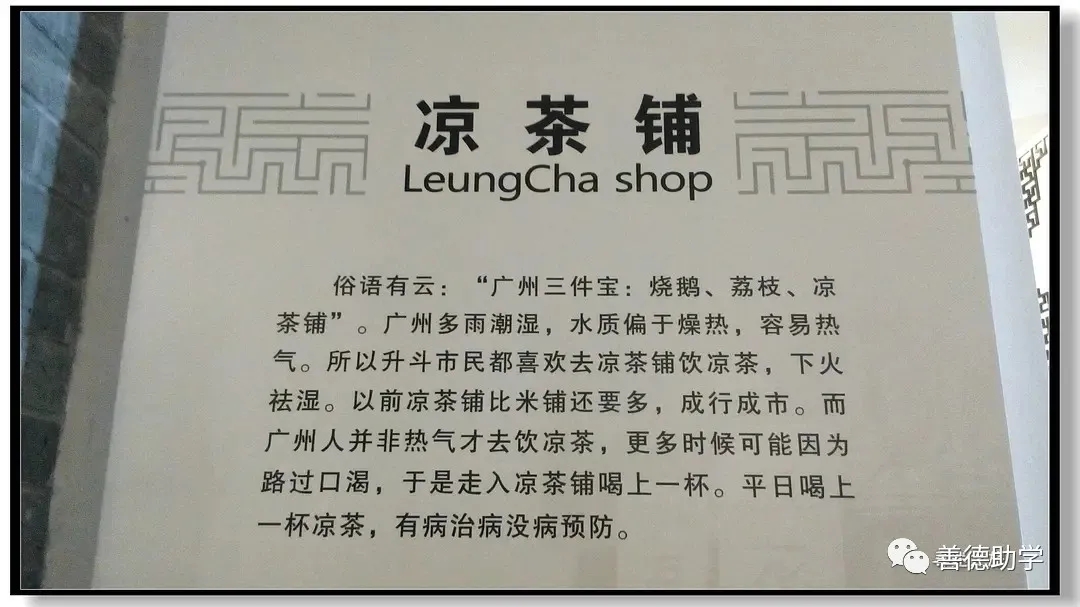 凉茶铺
LeungCha shop
俗语有云：“广州三件宝：烧鹅、荔枝、凉
茶铺”。广州多雨潮湿，水质偏于燥热，容易热
气。所以升斗市民都喜欢去凉茶铺饮凉茶，下火
祛湿。以前凉茶铺比米铺还要多，成行成市。而
广州人并非热气才去饮凉茶，更多时候可能因为
路过口渴，于是走入凉茶铺喝上一杯。平日喝上
一杯凉茶，有病治病没病预防。
善德助学